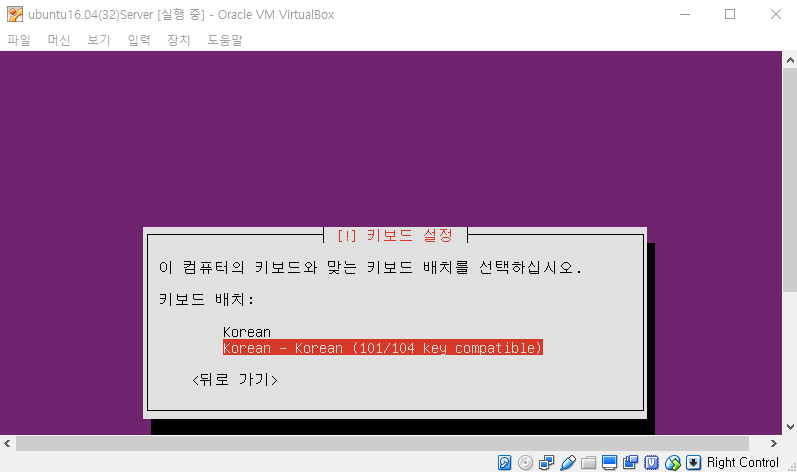 ubuntu16.04(32)Server [실행 중] - Oracle VM VirtualBox
파일 머신 보기 입력 장치 도움말
[!] 키보드 설정
이 컴퓨터의 키보드와 맞는 키보드 배치를 선택하십시오.
키보드 배치:
Korean
Korean - Korean (101/104 key compatible)
<뒤로 가기>
Right Control